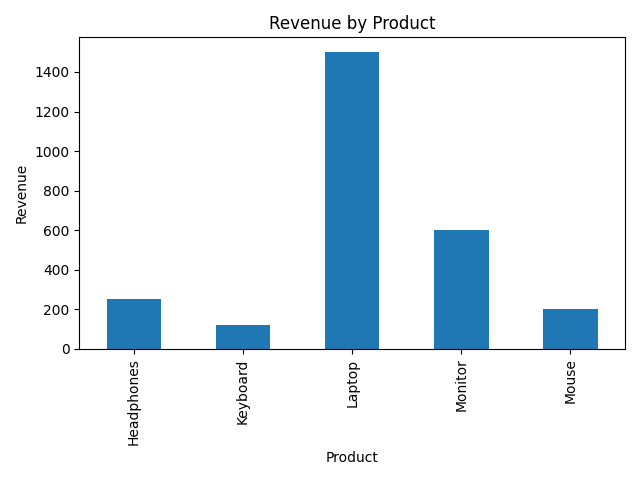 Revenue by Product
Revenue
1400
1200
1000
800
600
400
200
0
Headphones
Keyboard
Laptop
Monitor
Mouse
Product